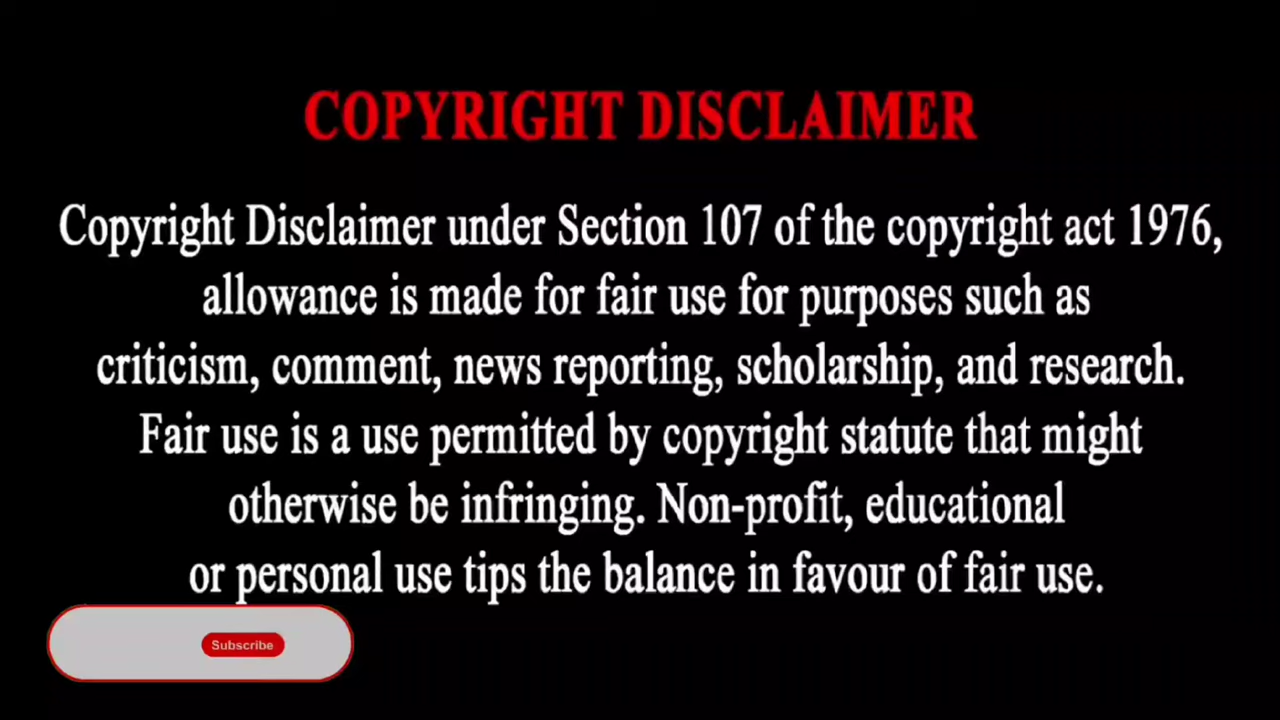 COPYRIGHT DISCLAIMER
Copyright Disclaimer under Section 107 of the copyright act 1976,
allowance is made for fair use for purposes such as
criticism, comment, news reporting, scholarship, and research.
Fair use is a use permitted by copyright statute that might
otherwise be infringing. Non-profit, educational
or personal use tips the balance in favour of fair use.
Subscribe